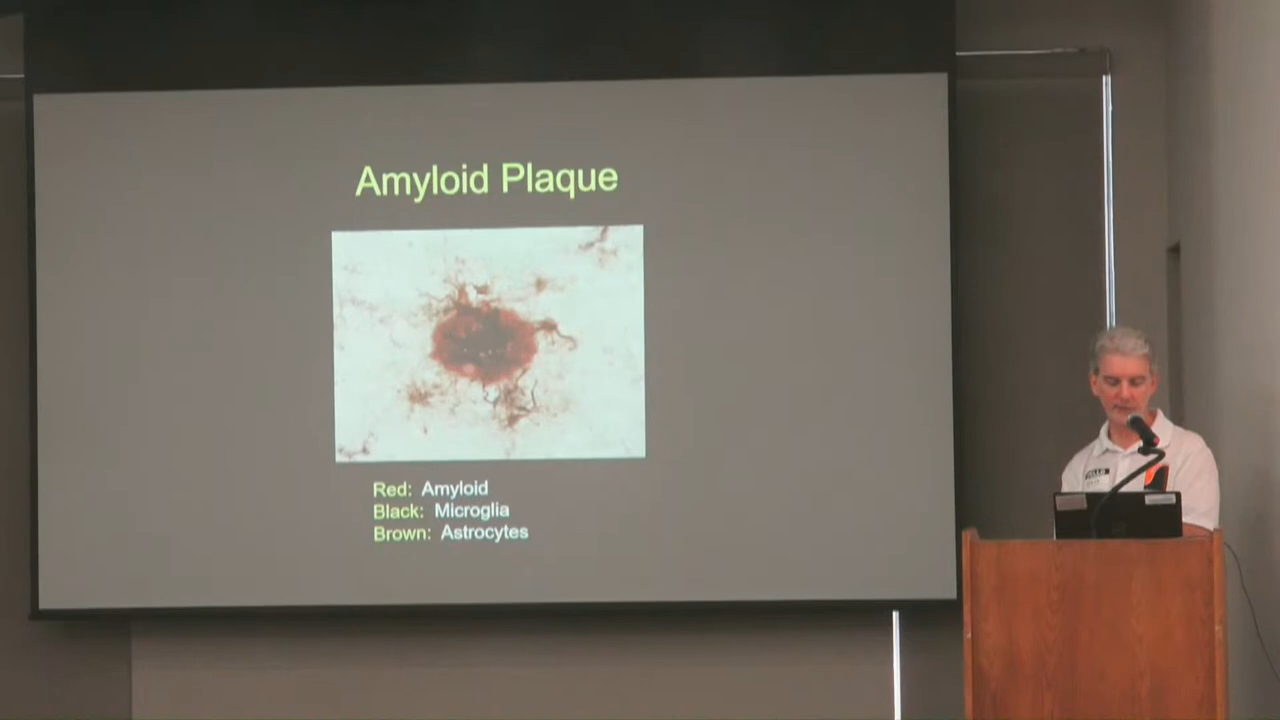 Amyloid Plaque
Red: Amyloid
Black: Microglia
Brown: Astrocytes